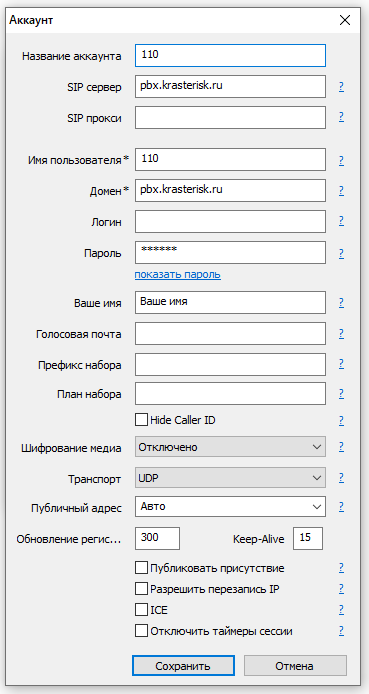 Аккаунт
Название аккаунта 110
SIP сервер pbx.krasterisk.ru ?
SIP прокси ?
Имя пользователя* 110 ?
Домен* pbx.krasterisk.ru ?
Логин ?
Пароль ****** ?
показать пароль
Ваше имя Ваше имя ?
Голосовая почта ?
Префикс набора ?
План набора ?
Hide Caller ID ?
Шифрование медиа Отключено ?
Транспорт UDP ?
Публичный адрес Авто ?
Обновление регис... 300 Keep-Alive 15 ?
Публиковать присутствие ?
Разрешить перезапись IP ?
ICE ?
Отключить таймеры сессии ?
Сохранить Отмена